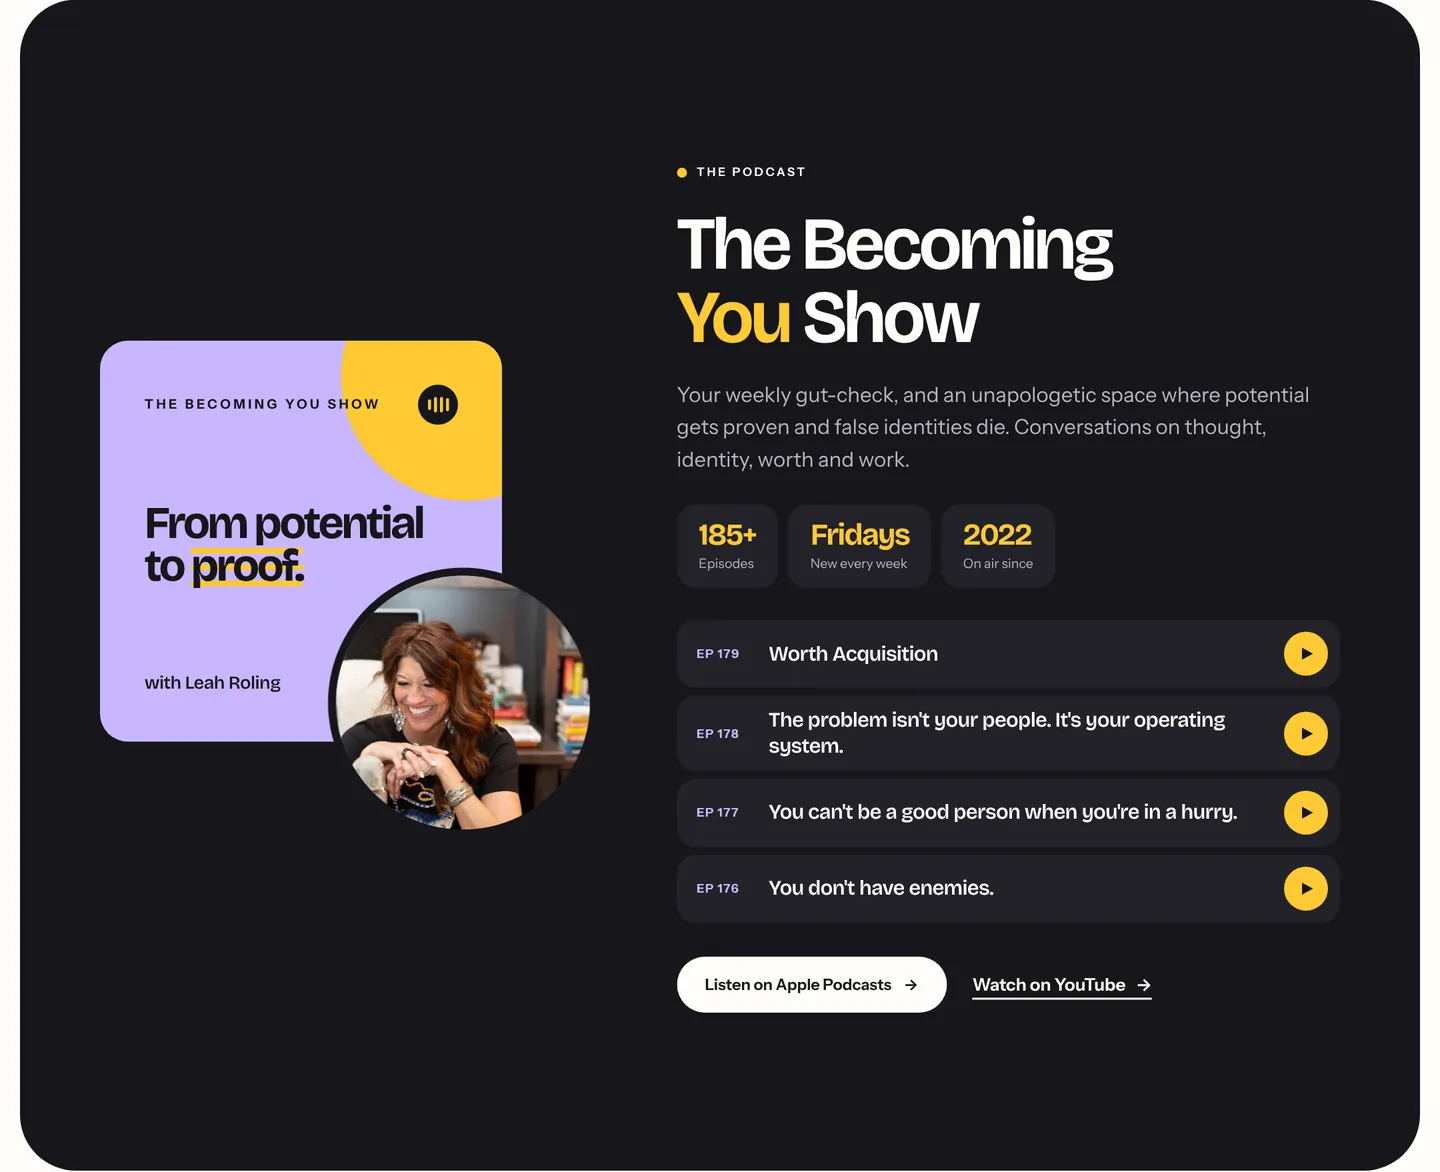 THE BECOMING YOU SHOW
From potential
to proof.
with Leah Roling
THE PODCAST
The Becoming
You Show
Your weekly gut-check, and an unapologetic space where potential
gets proven and false identities die. Conversations on thought,
identity, worth and work.
185+
Episodes
Fridays
New every week
2022
On air since
EP 179
Worth Acquisition
EP 178
The problem isn't your people. It's your operating
system.
EP 177
You can't be a good person when you're in a hurry.
EP 176
You don't have enemies.
Listen on Apple Podcasts →
Watch on YouTube →